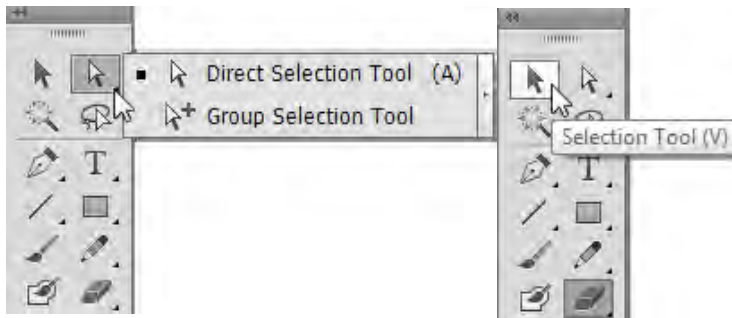 Direct Selection Tool (A)
Group Selection Tool
Selection Tool (V)
T
T